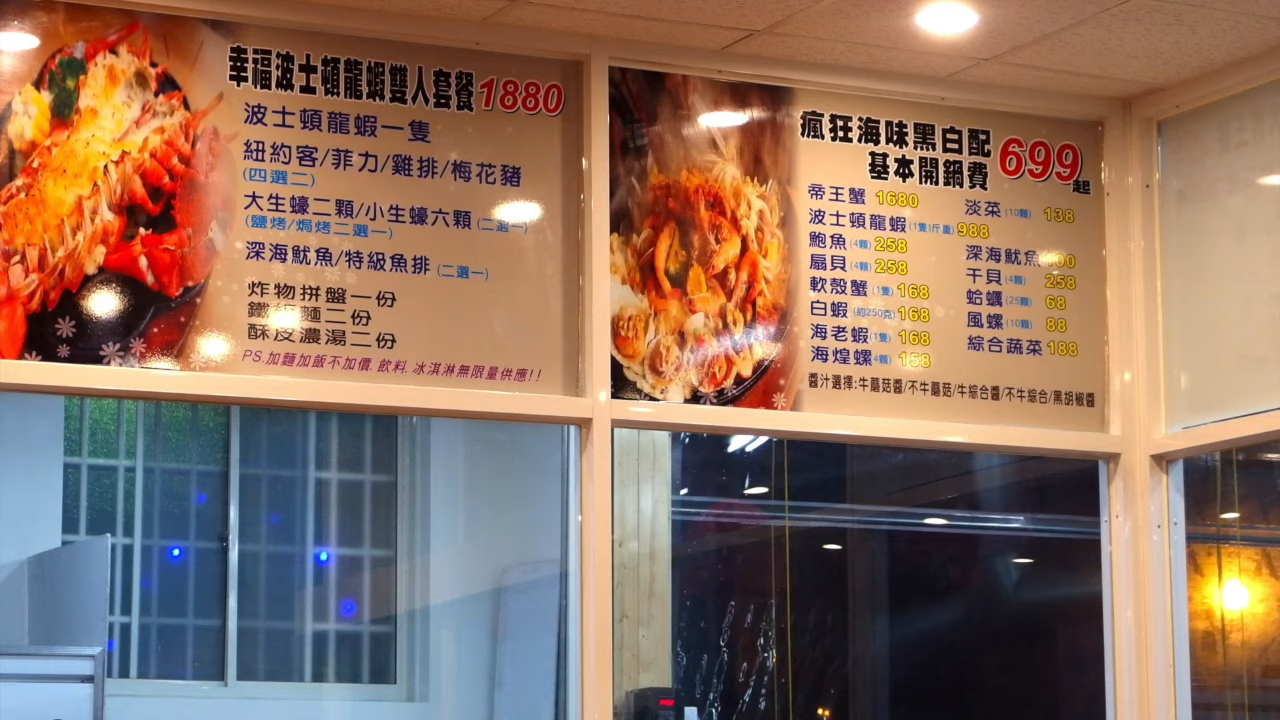 幸福波士頓龍蝦雙人套餐1880
波士頓龍蝦一隻
紐約客/菲力/雞排/梅花豬
(四選二)
大生蠔二顆/小生蠔六顆(二選一)
(鹽烤/焗烤二選一)
深海魷魚/特級魚排(二選一)
炸物拼盤一份
鐵板麵二份
酥皮濃湯二份
PS.加麵加飯不加價.飲料.冰淇淋無限量供應!!
瘋狂海味黑白配
基本開鍋費 699起
帝王蟹 1680
波士頓龍蝦(1隻1斤重)988
鮑魚(4顆)258
扇貝(4顆)258
軟殼蟹(1隻)168
白蝦(約250克)168
海老蝦(1隻)168
海煌螺(4顆)158
淡菜(10顆)138
深海魷魚
干貝(4顆)258
蛤蠣(25顆)68
風螺(10顆)88
綜合蔬菜188
醬汁選擇:牛蘑菇醬/不牛蘑菇/牛綜合醬/不牛綜合/黑胡椒醬